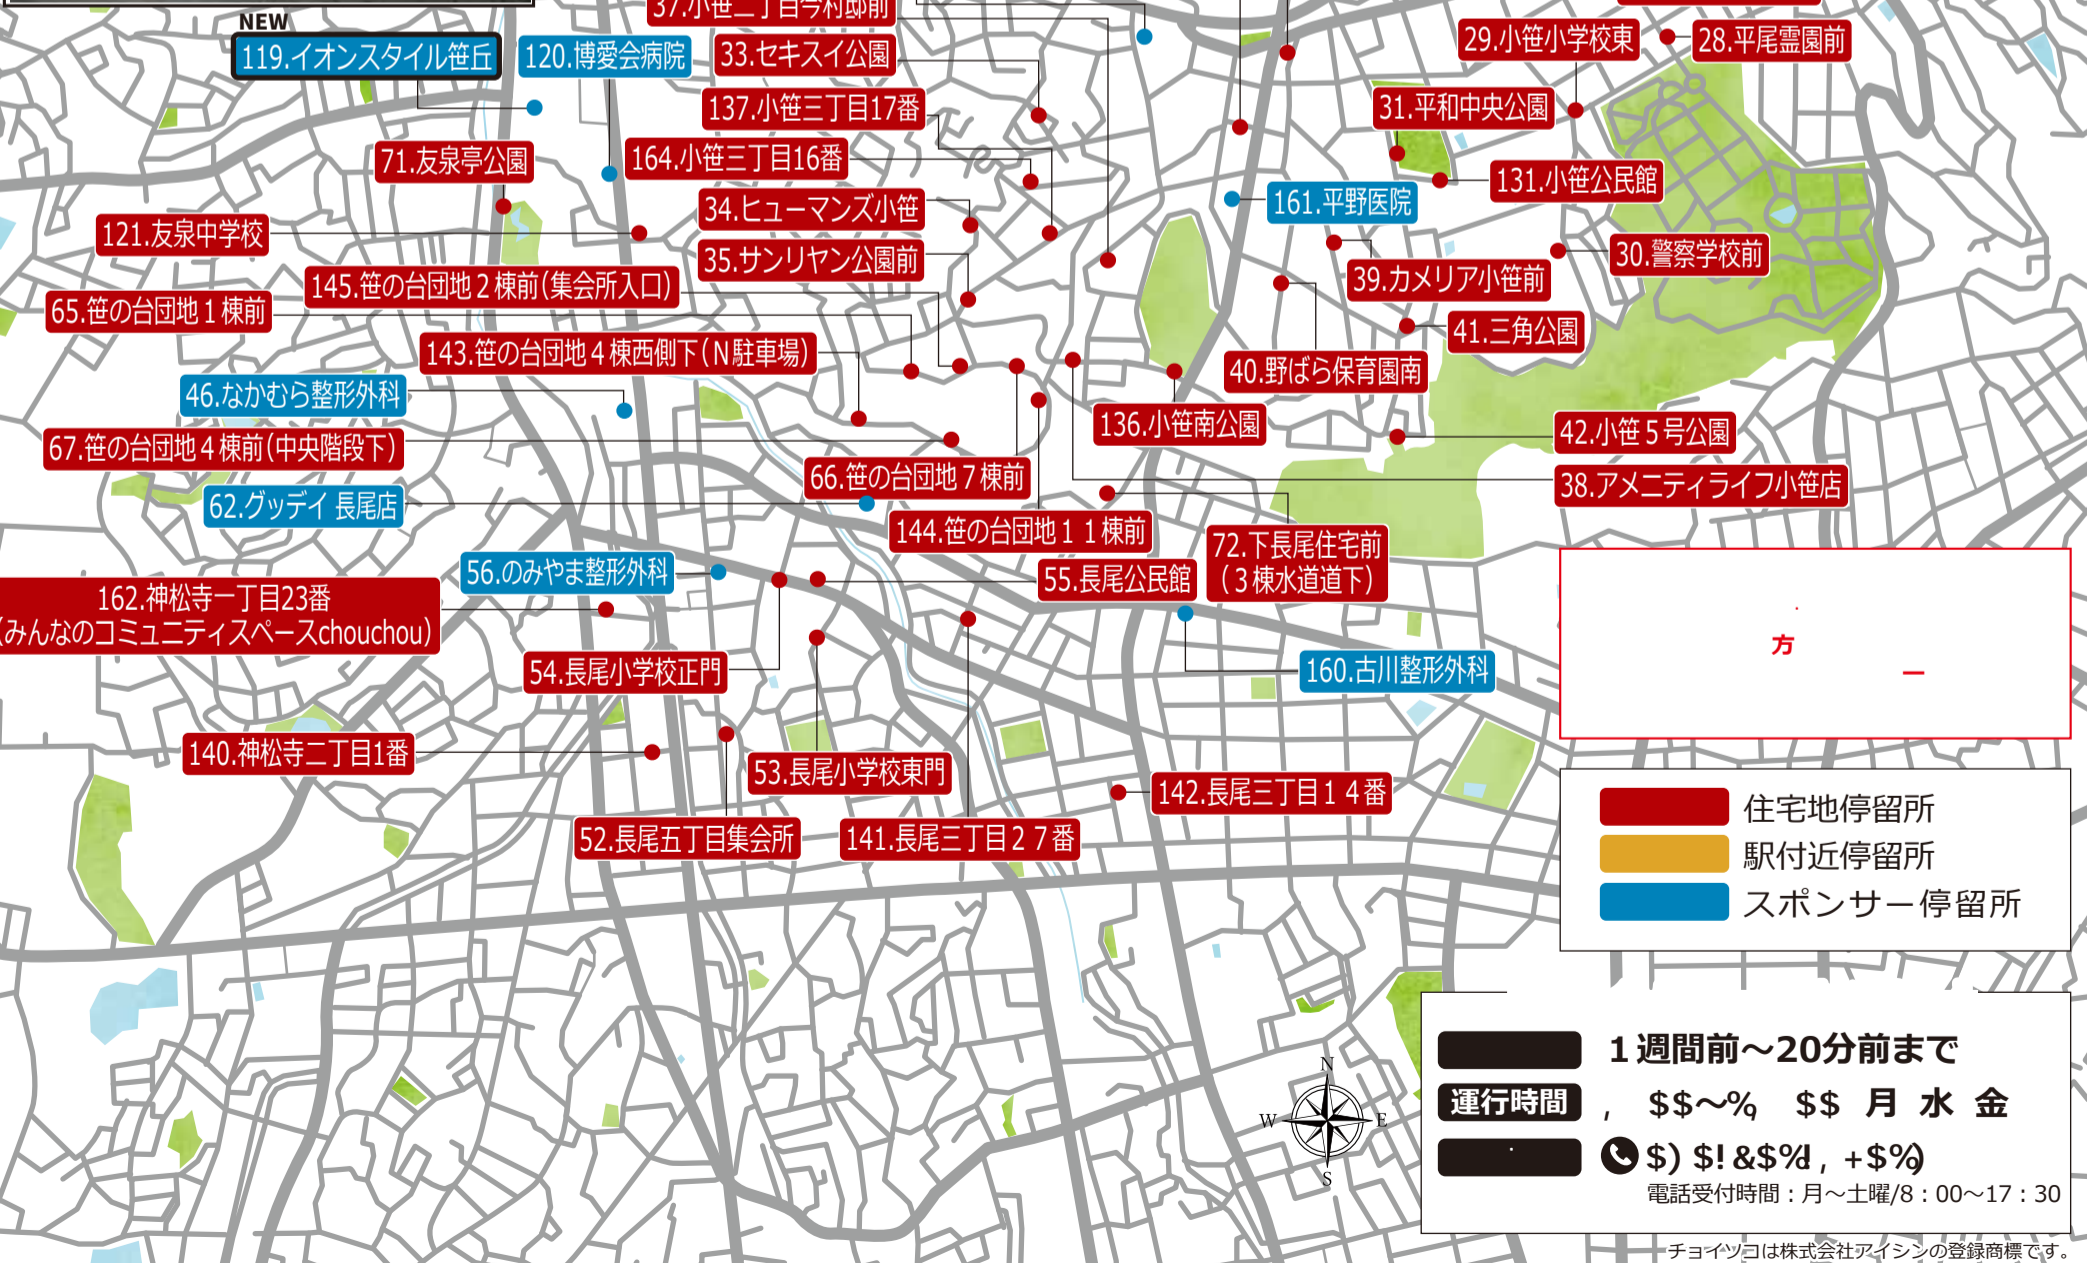 37.小笹二丁目今村邸前
NEW
119.イオンスタイル笹丘
120.博愛会病院
33.セキスイ公園
29.小笹小学校東
28.平尾霊園前
137.小笹三丁目17番
31.平和中央公園
71.友泉亭公園
164.小笹三丁目16番
131.小笹公民館
34.ヒューマンズ小笹
161.平野医院
121.友泉中学校
35.サンリヤン公園前
30.警察学校前
145.笹の台団地２棟前（集会所入口）
39.カメリア小笹前
65.笹の台団地１棟前
41.三角公園
143.笹の台団地４棟西側下（Ｎ駐車場）
40.野ばら保育園南
46.なかむら整形外科
136.小笹南公園
42.小笹５号公園
67.笹の台団地４棟前（中央階段下）
66.笹の台団地７棟前
38.アメニティライフ小笹店
62.グッデイ 長尾店
144.笹の台団地１１棟前
72.下長尾住宅前
（３棟水道道下）
56.のみやま整形外科
55.長尾公民館
162.神松寺一丁目23番
（みんなのコミュニティスペースchouchou）
方
ー
54.長尾小学校正門
160.古川整形外科
140.神松寺二丁目1番
53.長尾小学校東門
142.長尾三丁目１４番
52.長尾五丁目集会所
141.長尾三丁目２７番
住宅地停留所
駅付近停留所
スポンサー停留所
１週間前～20分前まで
運行時間 , $$～%, $$ 月 水 金
$) $! &$%! , +$%)
電話受付時間：月～土曜/8：00～17：30
N
W E
S
チョイソコは株式会社アイシンの登録商標です。